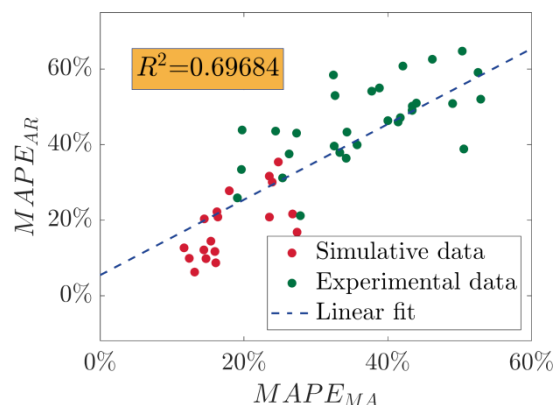 R²=0.69684
MAPE_AR
60%
40%
20%
0%
Simulative data
Experimental data
Linear fit
0% 20% 40% 60%
MAPE_MA